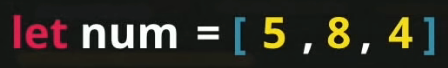 let num = [ 5 , 8 , 4 ]